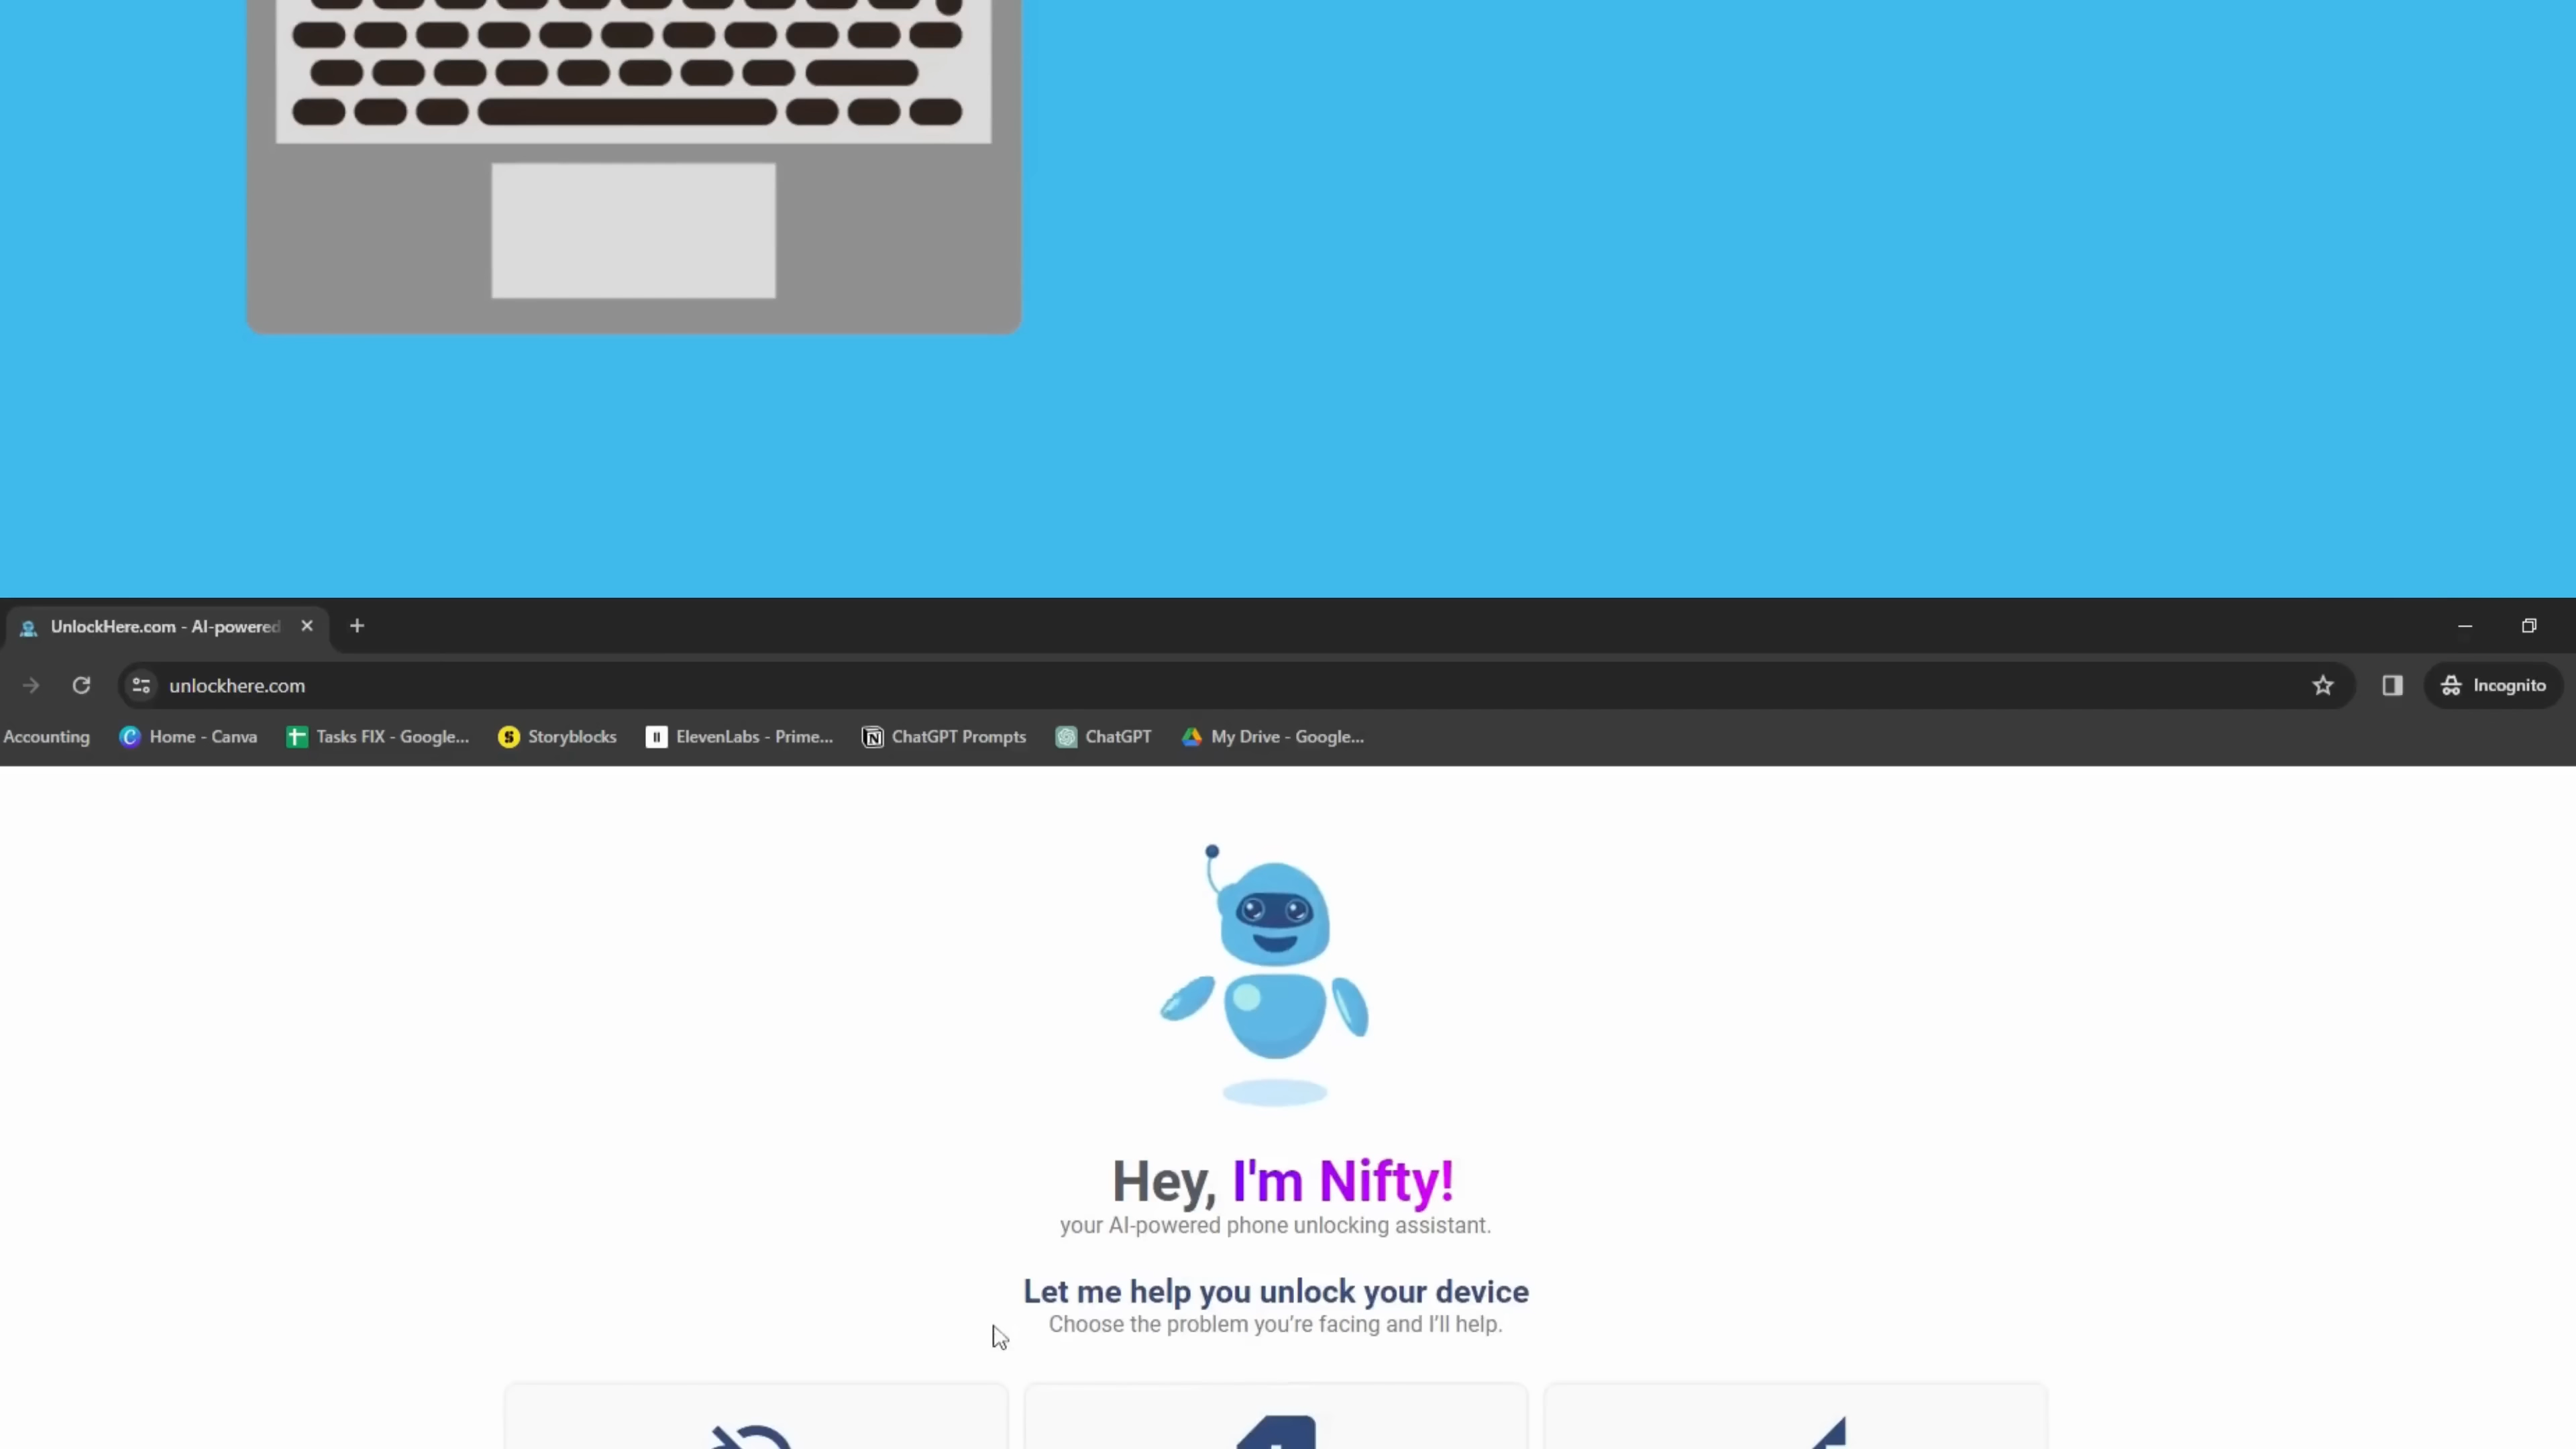 UnlockHere.com - AI-powered
unlockhere.com
Incognito
Accounting Home - Canva Tasks FIX - Google... Storyblocks ElevenLabs - Prime... ChatGPT Prompts ChatGPT My Drive - Google...
Hey, I'm Nifty!
your AI-powered phone unlocking assistant.
Let me help you unlock your device
Choose the problem you’re facing and I’ll help.